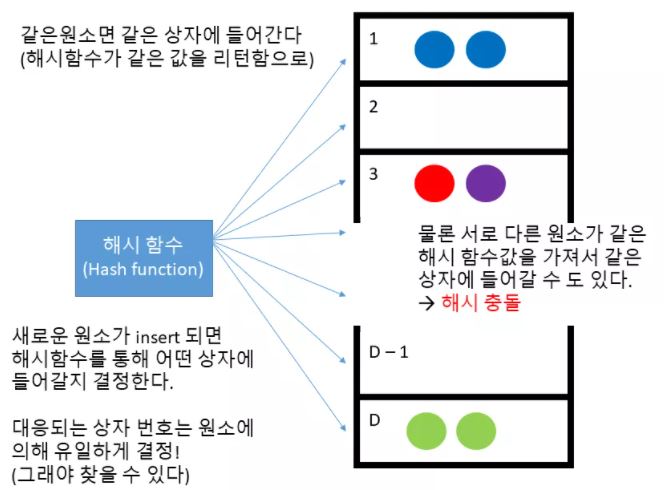 같은원소면 같은 상자에 들어간다
(해시함수가 같은 값을 리턴함으로)
1
2
3
해시 함수
(Hash function)
물론 서로 다른 원소가 같은
해시 함수값을 가져서 같은
상자에 들어갈 수 도 있다.
→ 해시 충돌
새로운 원소가 insert 되면
해시함수를 통해 어떤 상자에
들어갈지 결정한다.
D – 1
대응되는 상자 번호는 원소에
의해 유일하게 결정!
(그래야 찾을 수 있다)
D